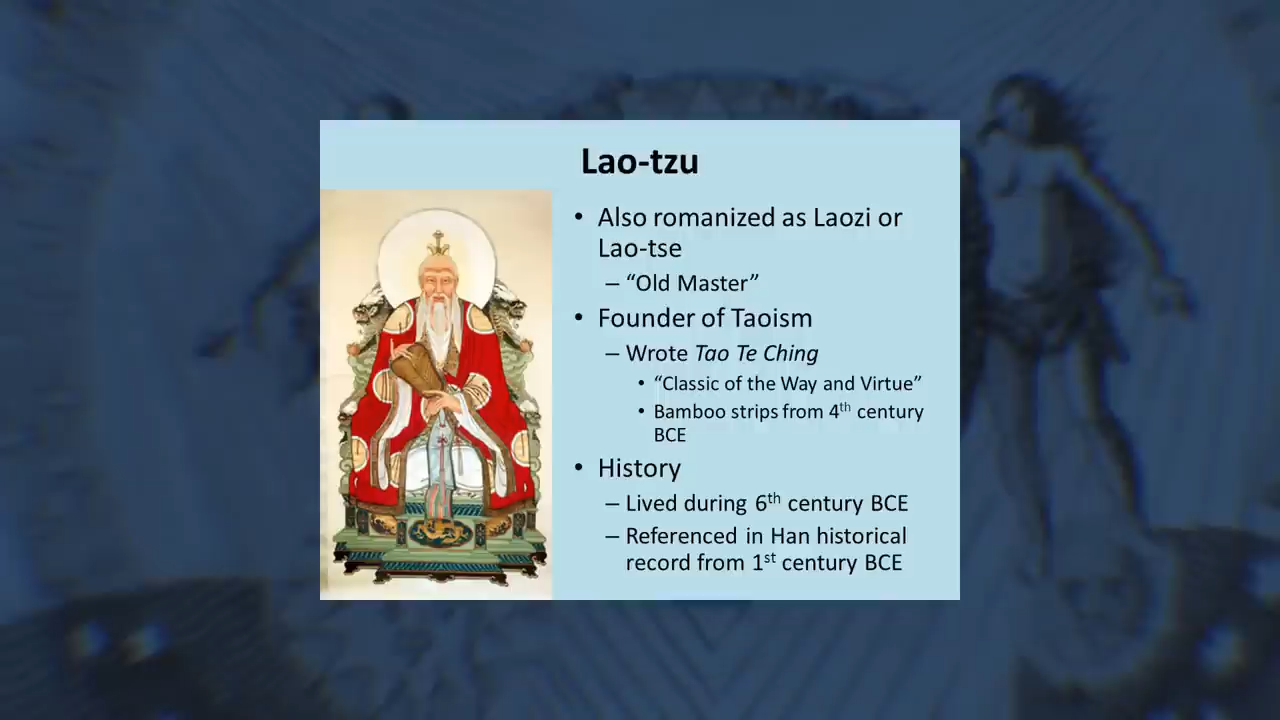 Lao-tzu
• Also romanized as Laozi or
Lao-tse
– “Old Master”
• Founder of Taoism
– Wrote Tao Te Ching
• “Classic of the Way and Virtue”
• Bamboo strips from 4th century
BCE
• History
– Lived during 6th century BCE
– Referenced in Han historical
record from 1st century BCE